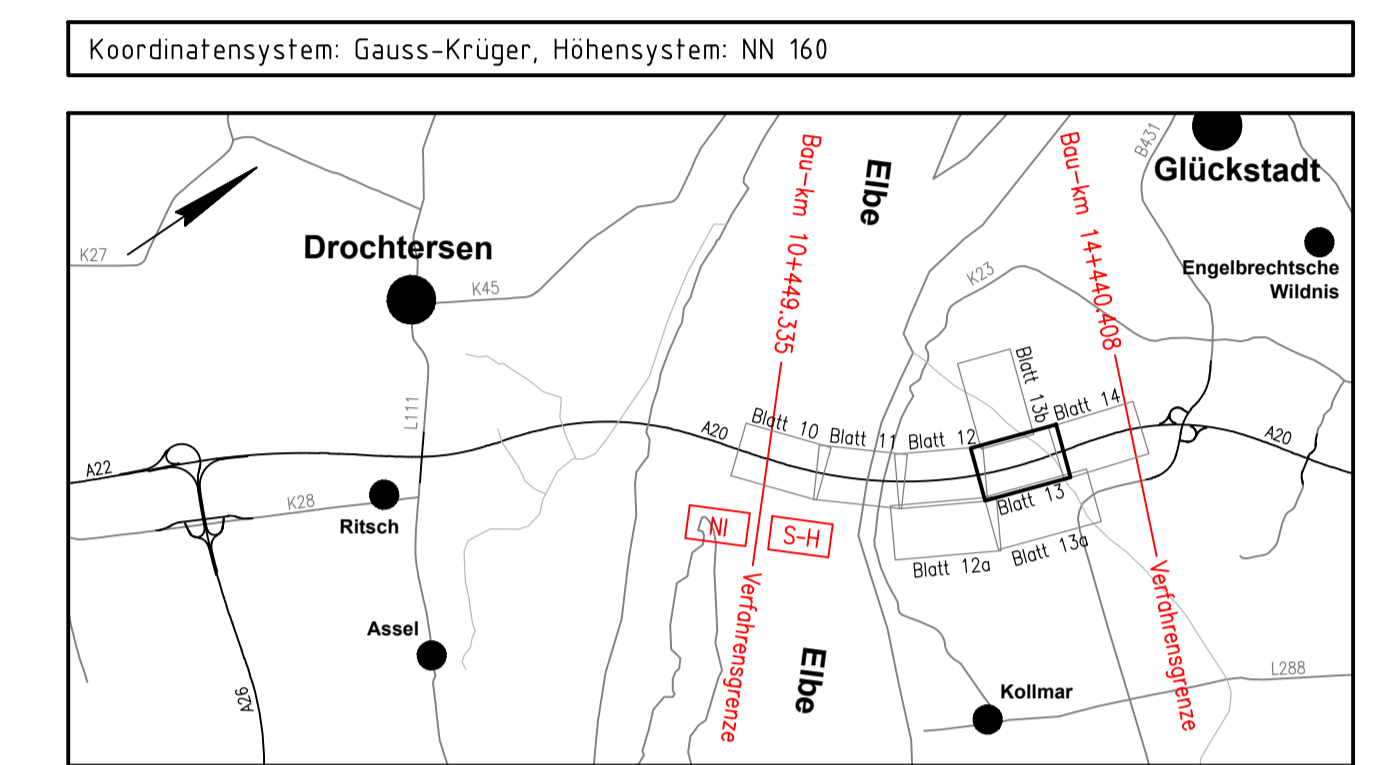 Koordinatensystem: Gauss-Krüger, Höhensystem: NN 160
Bau-km 10+449.335
Elbe
Bau-km 14+440.408
B431
Glückstadt
K27
Drochtersen
K45
K23
Engelbrechtsche
Wildnis
L111
A22
K28
Ritsch
A20
Blatt 10
Blatt 11
Blatt 12
Blatt 13b
Blatt 14
A20
Blatt 13
NI
S-H
Blatt 12a
Blatt 13a
Verfahrensgrenze
Verfahrensgrenze
Assel
Elbe
A26
Kollmar
L288